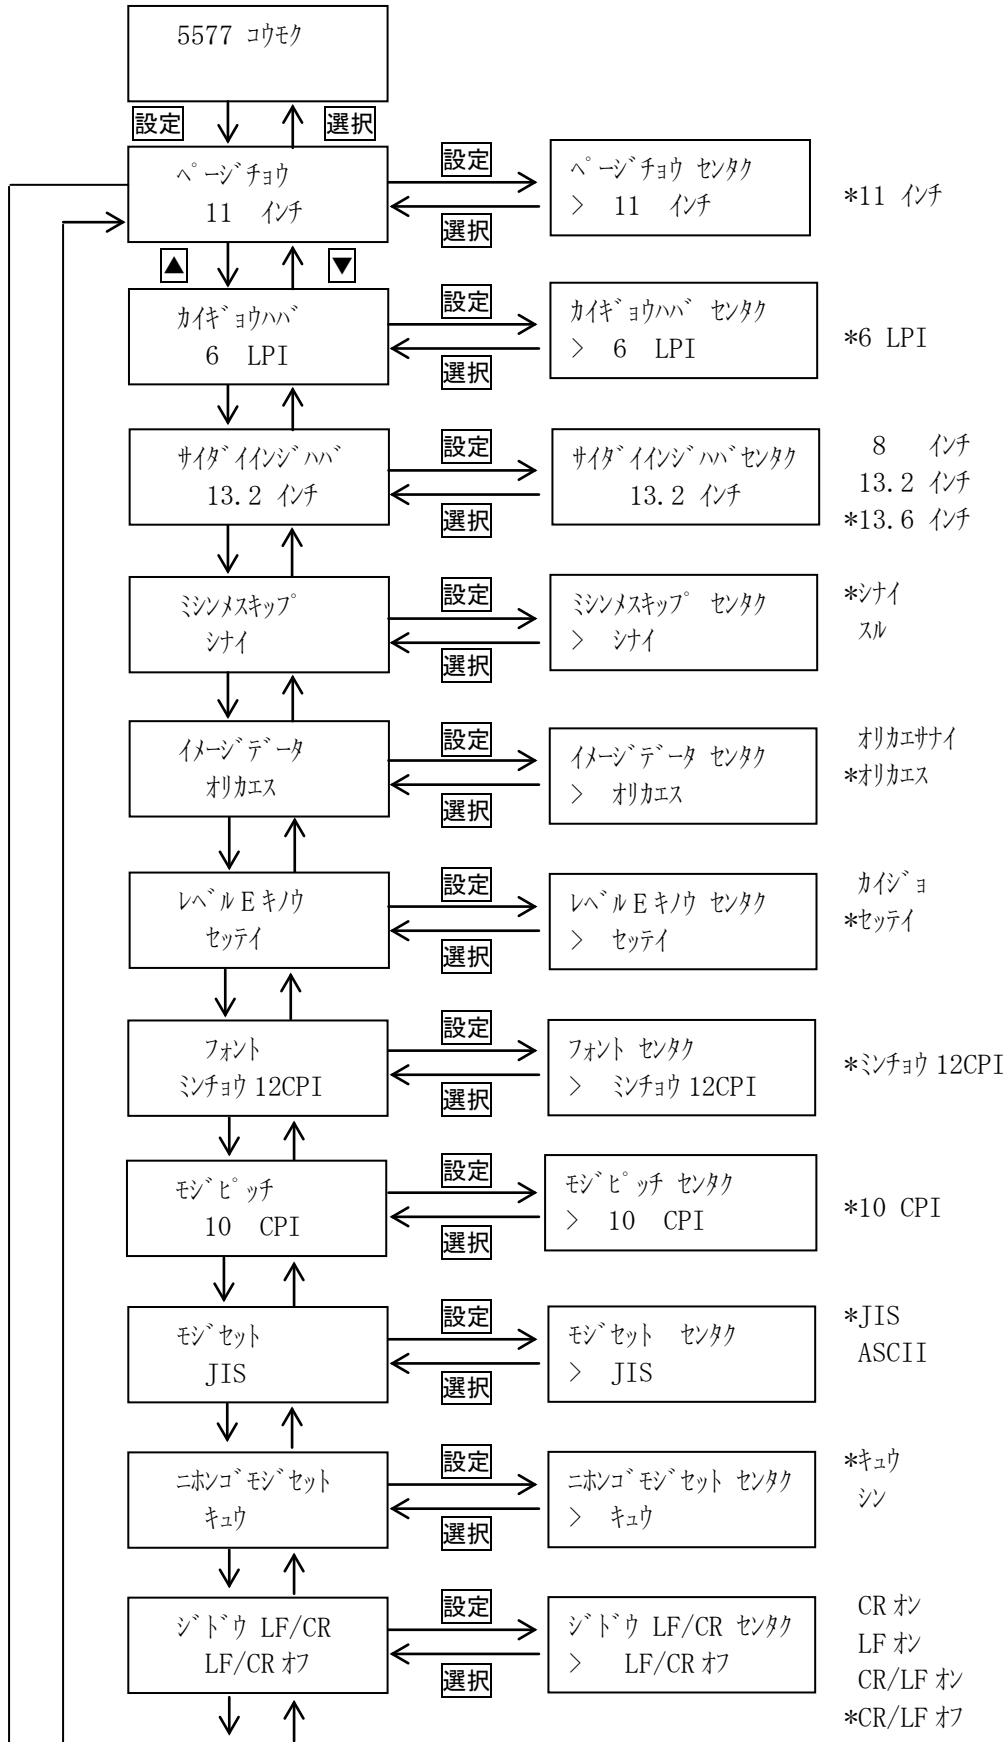 5577 ｺｳﾓｸ
設定
選択
ﾍﾟｰｼﾞﾁｮｳ
11 ｲﾝﾁ
設定
選択
ﾍﾟｰｼﾞﾁｮｳ ｾﾝﾀｸ
> 11 ｲﾝﾁ
*11 ｲﾝﾁ
▲
▼
ｶｲｷﾞｮｳﾊﾊﾞ
6 LPI
設定
選択
ｶｲｷﾞｮｳﾊﾊﾞ ｾﾝﾀｸ
> 6 LPI
*6 LPI
ｻｲﾀﾞｲｲﾝｼﾞﾊﾊﾞ
13.2 ｲﾝﾁ
設定
選択
ｻｲﾀﾞｲｲﾝｼﾞﾊﾊﾞｾﾝﾀｸ
13.2 ｲﾝﾁ
8 ｲﾝﾁ
13.2 ｲﾝﾁ
*13.6 ｲﾝﾁ
ﾐｼﾝﾒｽｷｯﾌﾟ
ｼﾅｲ
設定
選択
ﾐｼﾝﾒｽｷｯﾌﾟ ｾﾝﾀｸ
> ｼﾅｲ
*ｼﾅｲ
ｽﾙ
ｲﾒｰｼﾞﾃﾞｰﾀ
ｵﾘｶｴｽ
設定
選択
ｲﾒｰｼﾞﾃﾞｰﾀ ｾﾝﾀｸ
> ｵﾘｶｴｽ
ｵﾘｶｴｻﾅｲ
*ｵﾘｶｴｽ
ﾚﾍﾞﾙ E ｷﾉｳ
ｾｯﾃｲ
設定
選択
ﾚﾍﾞﾙ E ｷﾉｳ ｾﾝﾀｸ
> ｾｯﾃｲ
ｶｲｼﾞｮ
*ｾｯﾃｲ
ﾌｫﾝﾄ
ﾐﾝﾁｮｳ 12CPI
設定
選択
ﾌｫﾝﾄ ｾﾝﾀｸ
> ﾐﾝﾁｮｳ 12CPI
*ﾐﾝﾁｮｳ 12CPI
ﾓｼﾞﾋﾟｯﾁ
10 CPI
設定
選択
ﾓｼﾞﾋﾟｯﾁ ｾﾝﾀｸ
> 10 CPI
*10 CPI
ﾓｼﾞｾｯﾄ
JIS
設定
選択
ﾓｼﾞｾｯﾄ ｾﾝﾀｸ
> JIS
*JIS
ASCII
ﾆﾎﾝｺﾞﾓｼﾞｾｯﾄ
ｷｭｳ
設定
選択
ﾆﾎﾝｺﾞﾓｼﾞｾｯﾄ ｾﾝﾀｸ
> ｷｭｳ
*ｷｭｳ
ｼﾝ
ｼﾞﾄﾞｳ LF/CR
LF/CR ｵﾌ
設定
選択
ｼﾞﾄﾞｳ LF/CR ｾﾝﾀｸ
> LF/CR ｵﾌ
CR ｵﾝ
LF ｵﾝ
CR/LF ｵﾝ
*CR/LF ｵﾌ